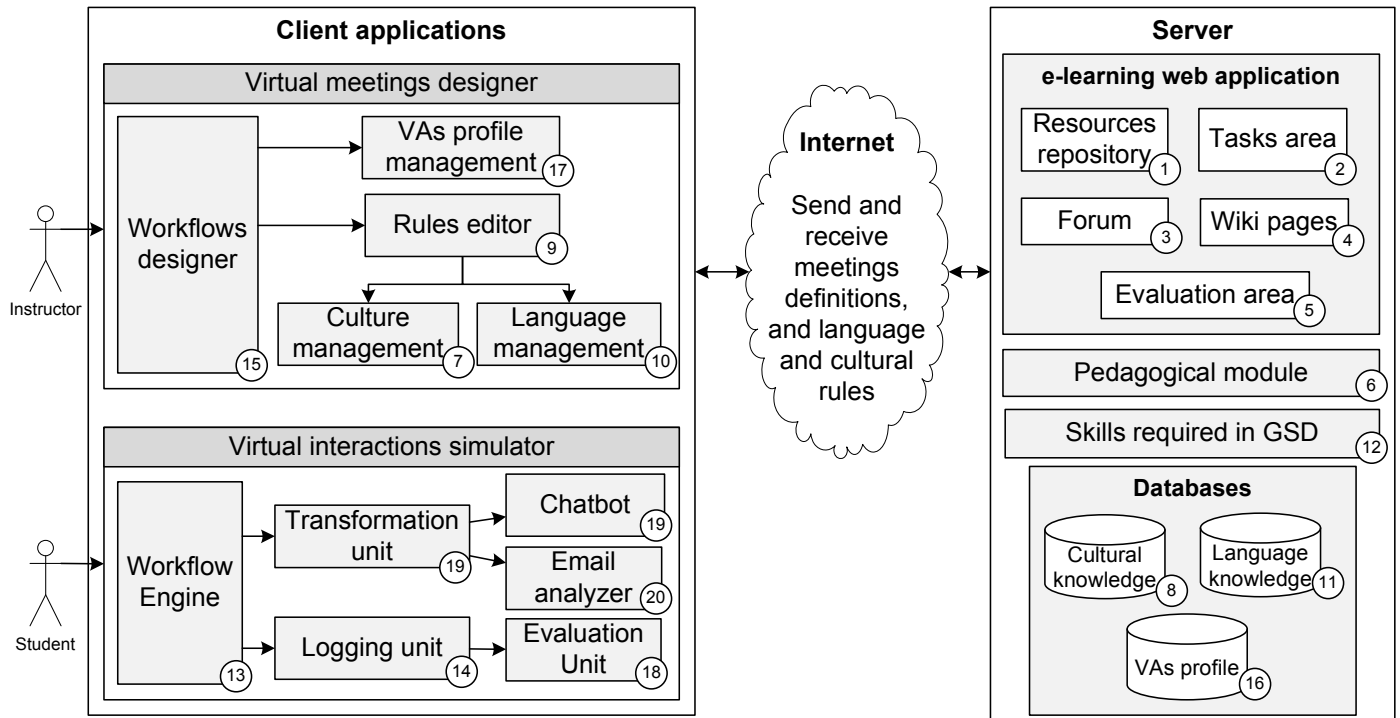 Client applications
Virtual meetings designer
Instructor
Workflows
designer
15
VAs profile
management
17
Rules editor
9
Culture
management
7
Language
management
10
Virtual interactions simulator
Student
Workflow
Engine
13
Transformation
unit
19
Chatbot
19
Email
analyzer
20
Logging unit
14
Evaluation
Unit
18
Internet
Send and
receive
meetings
definitions,
and language
and cultural
rules
Server
e-learning web application
Resources
repository
1
Tasks area
2
Forum
3
Wiki pages
4
Evaluation area
5
Pedagogical module
6
Skills required in GSD
12
Databases
Cultural
knowledge
8
Language
knowledge
11
VAs profile
16